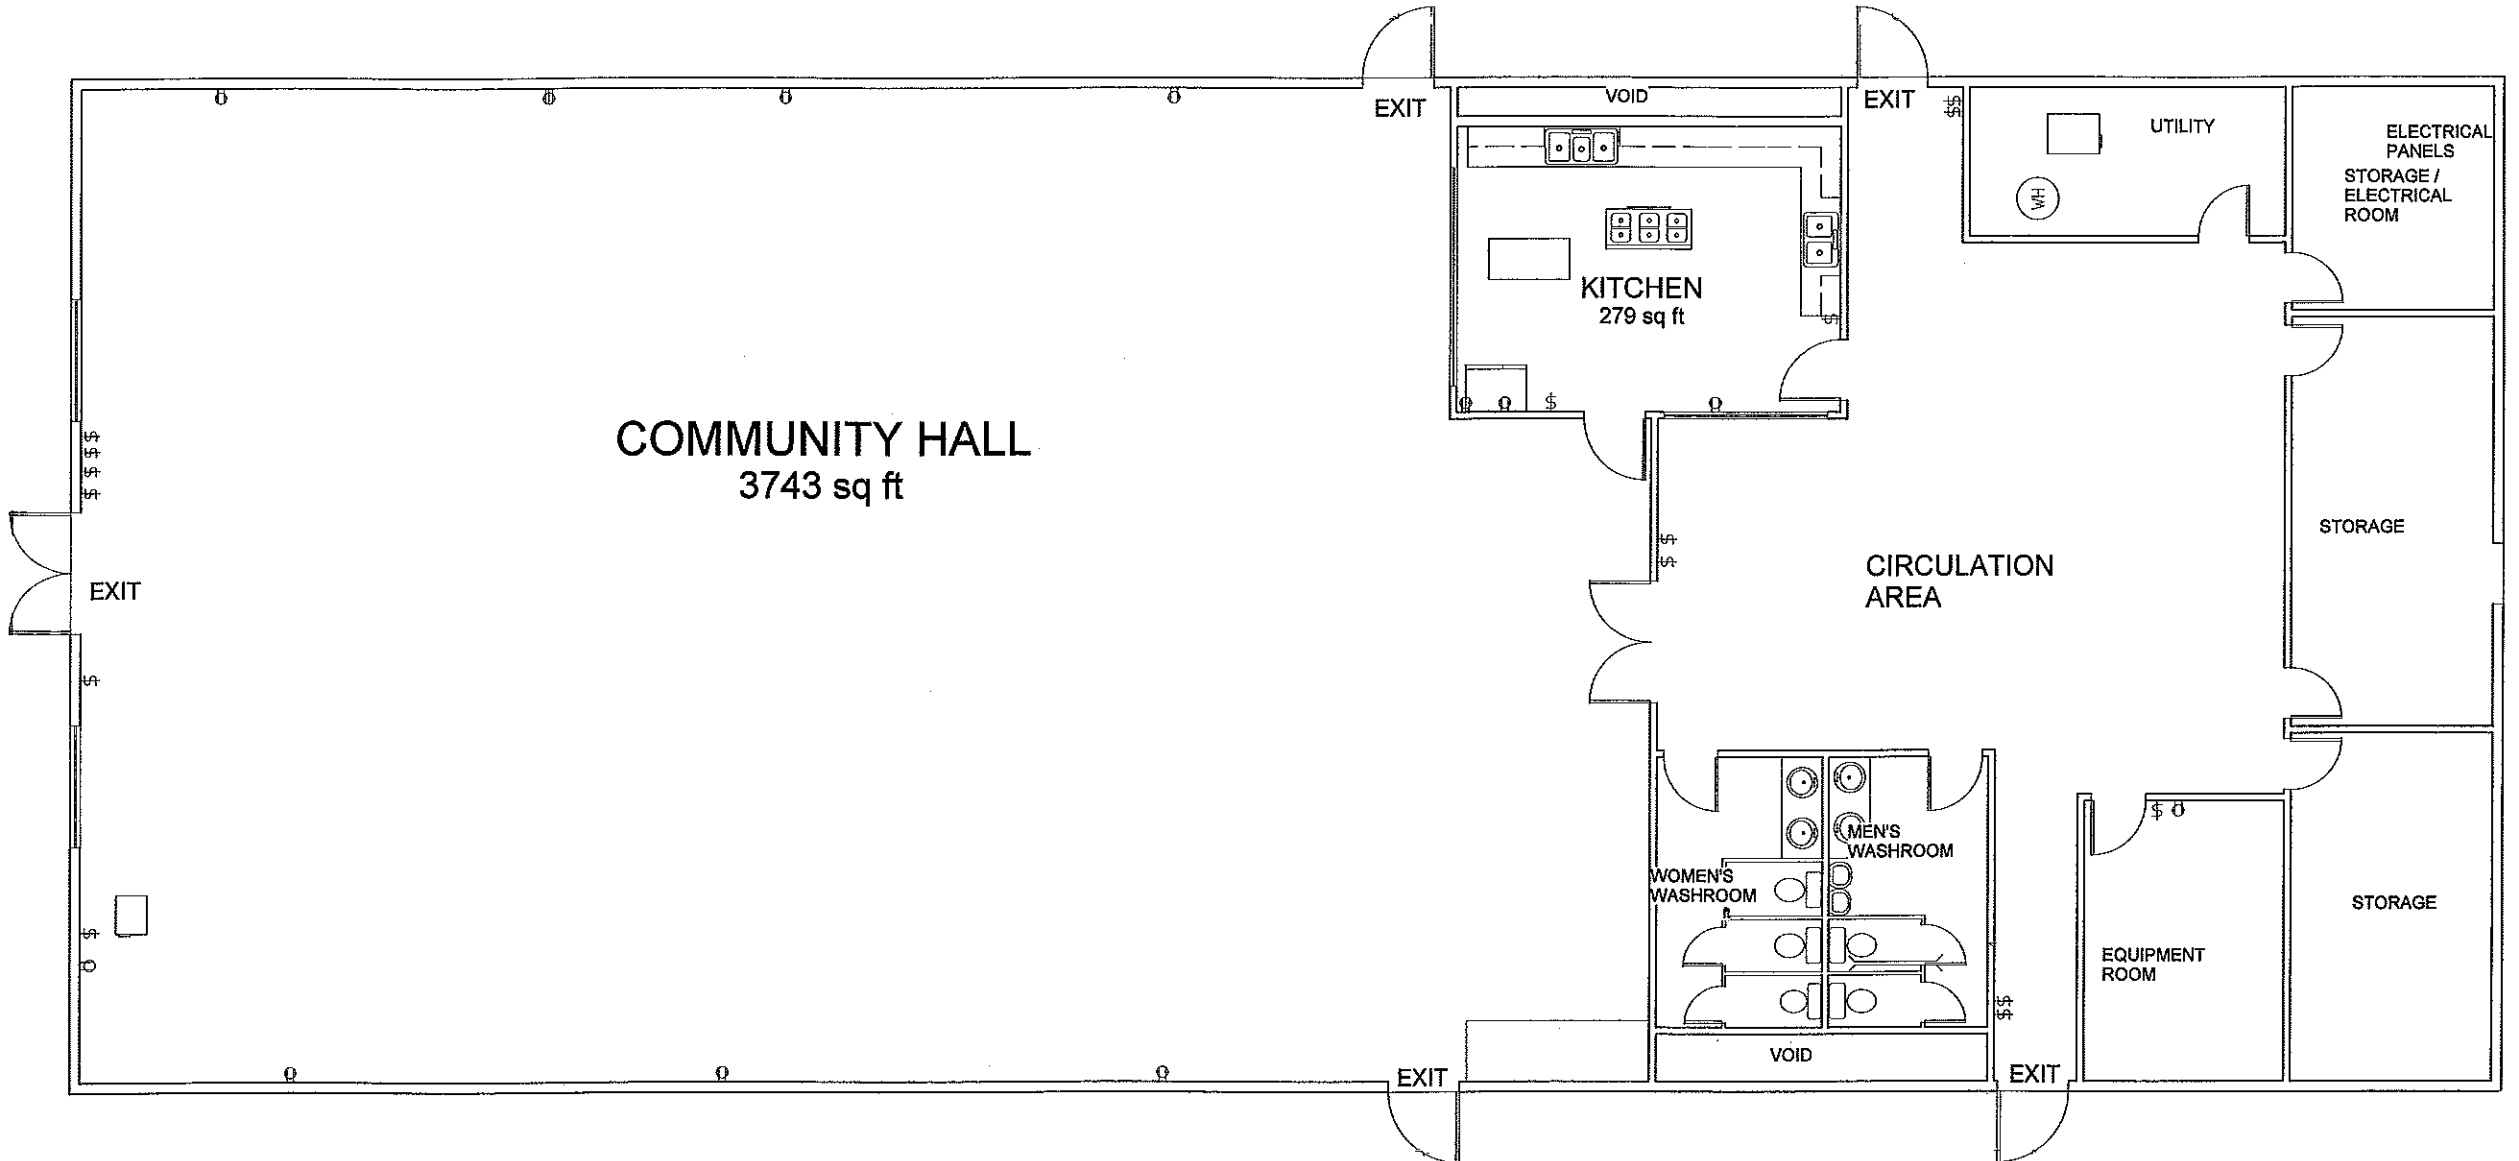 EXIT
VOID
EXIT
UTILITY
ELECTRICAL
PANELS
STORAGE /
ELECTRICAL
ROOM
WH
KITCHEN
279 sq ft
$
$
$
COMMUNITY HALL
3743 sq ft
$
$
$
$
STORAGE
$
$
CIRCULATION
AREA
EXIT
$
$
MEN'S
WASHROOM
WOMEN'S
WASHROOM
STORAGE
$
EQUIPMENT
ROOM
$$
VOID
EXIT
EXIT
$$